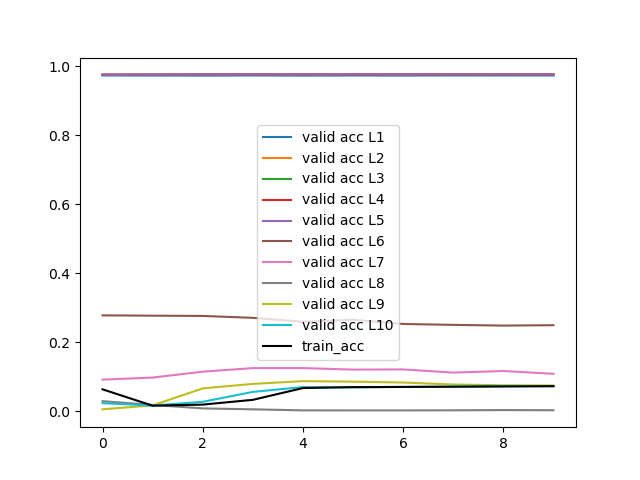 1.0
0.8
0.6
0.4
0.2
0.0
valid acc L1
valid acc L2
valid acc L3
valid acc L4
valid acc L5
valid acc L6
valid acc L7
valid acc L8
valid acc L9
valid acc L10
train_acc
0 2 4 6 8